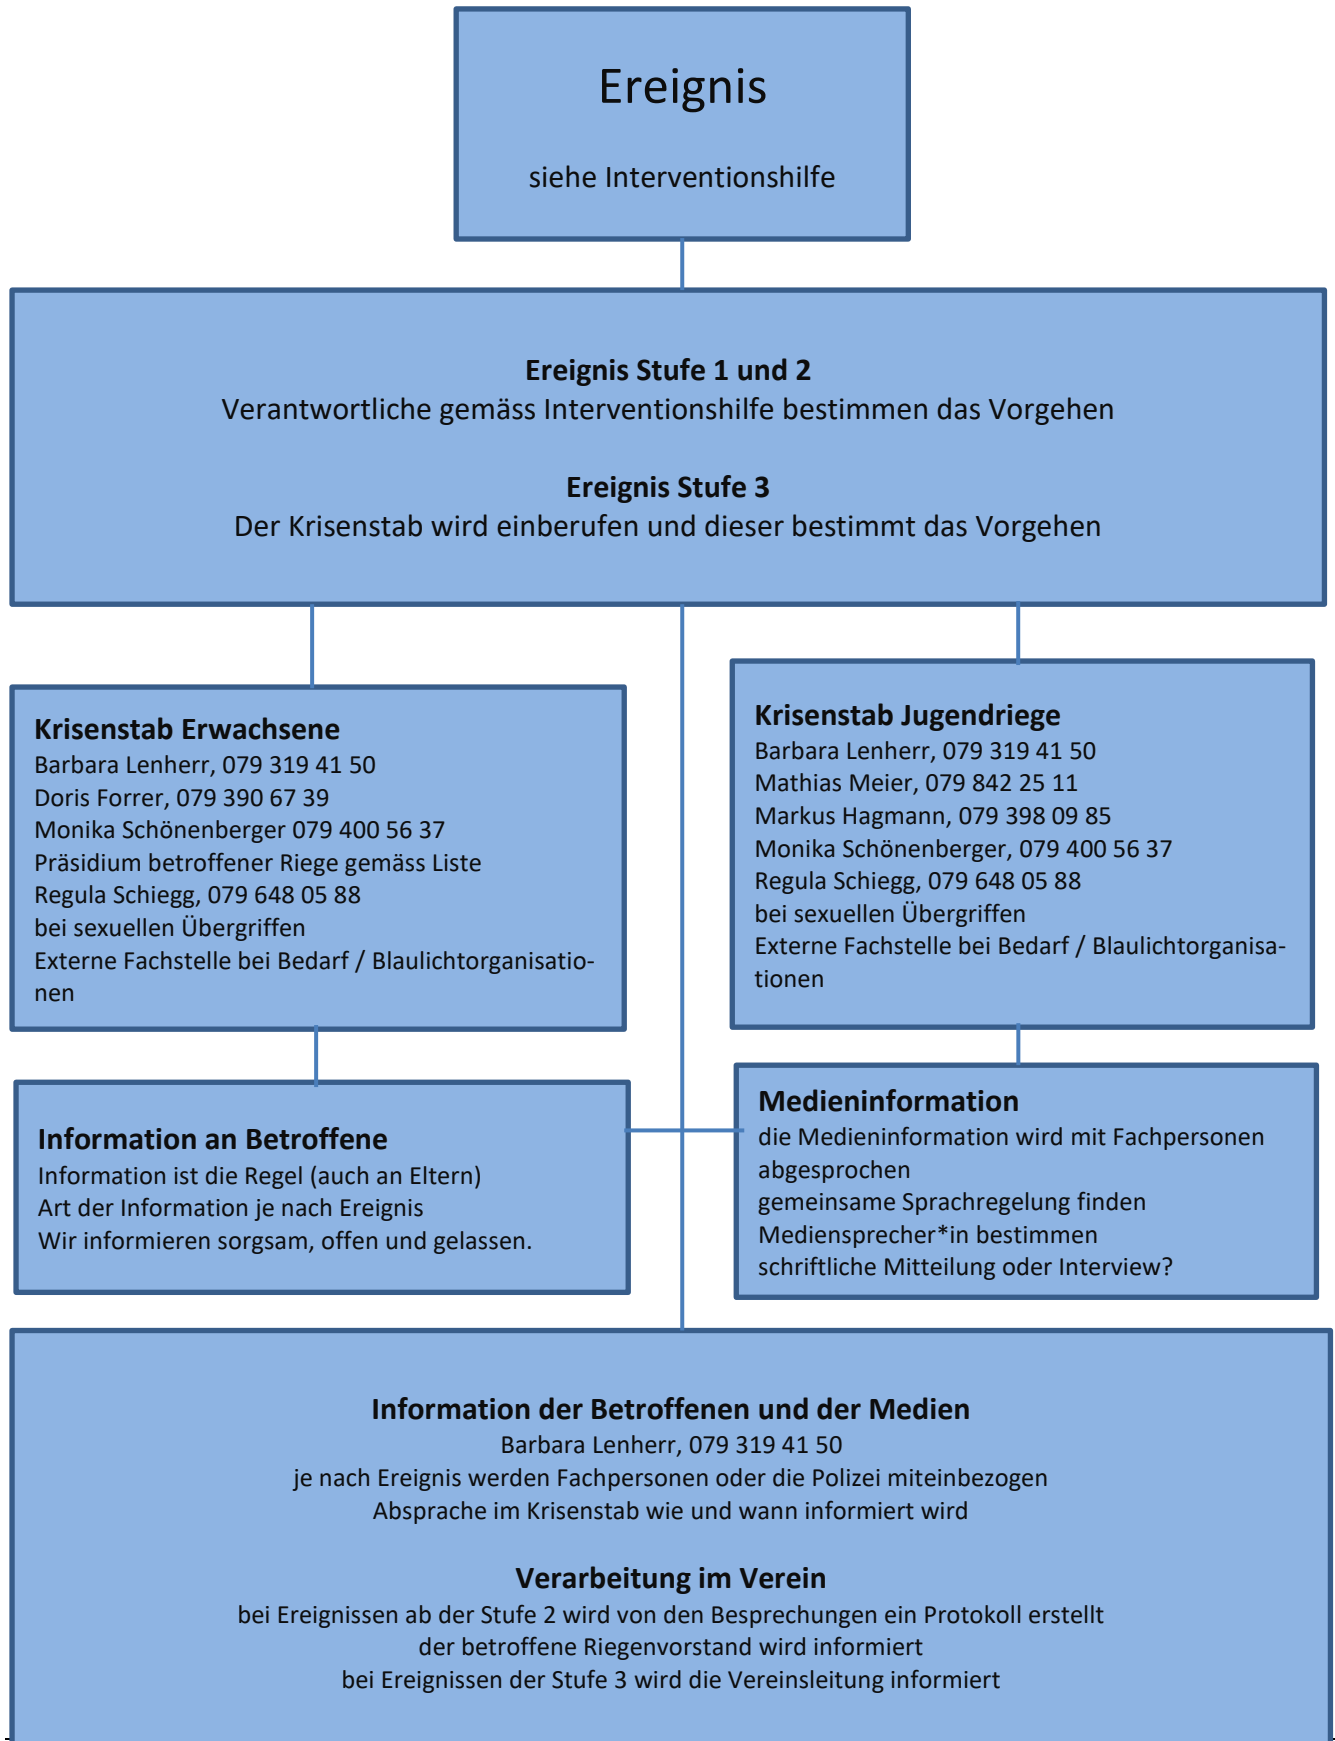 Ereignis
siehe Interventionshilfe
Ereignis Stufe 1 und 2
Verantwortliche gemäss Interventionshilfe bestimmen das Vorgehen
Ereignis Stufe 3
Der Krisenstab wird einberufen und dieser bestimmt das Vorgehen
Krisenstab Erwachsene
Barbara Lenherr, 079 319 41 50
Doris Forrer, 079 390 67 39
Monika Schönenberger 079 400 56 37
Präsidium betroffener Riege gemäss Liste
Regula Schiegg, 079 648 05 88
bei sexuellen Übergriffen
Externe Fachstelle bei Bedarf / Blaulichtorganisatio-
nen
Krisenstab Jugendriege
Barbara Lenherr, 079 319 41 50
Mathias Meier, 079 842 25 11
Markus Hagmann, 079 398 09 85
Monika Schönenberger, 079 400 56 37
Regula Schiegg, 079 648 05 88
bei sexuellen Übergriffen
Externe Fachstelle bei Bedarf / Blaulichtorganisa-
tionen
Information an Betroffene
Information ist die Regel (auch an Eltern)
Art der Information je nach Ereignis
Wir informieren sorgsam, offen und gelassen.
Medieninformation
die Medieninformation wird mit Fachpersonen
abgesprochen
gemeinsame Sprachregelung finden
Mediensprecher*in bestimmen
schriftliche Mitteilung oder Interview?
Information der Betroffenen und der Medien
Barbara Lenherr, 079 319 41 50
je nach Ereignis werden Fachpersonen oder die Polizei miteinbezogen
Absprache im Krisenstab wie und wann informiert wird
Verarbeitung im Verein
bei Ereignissen ab der Stufe 2 wird von den Besprechungen ein Protokoll erstellt
der betroffene Riegenvorstand wird informiert
bei Ereignissen der Stufe 3 wird die Vereinsleitung informiert